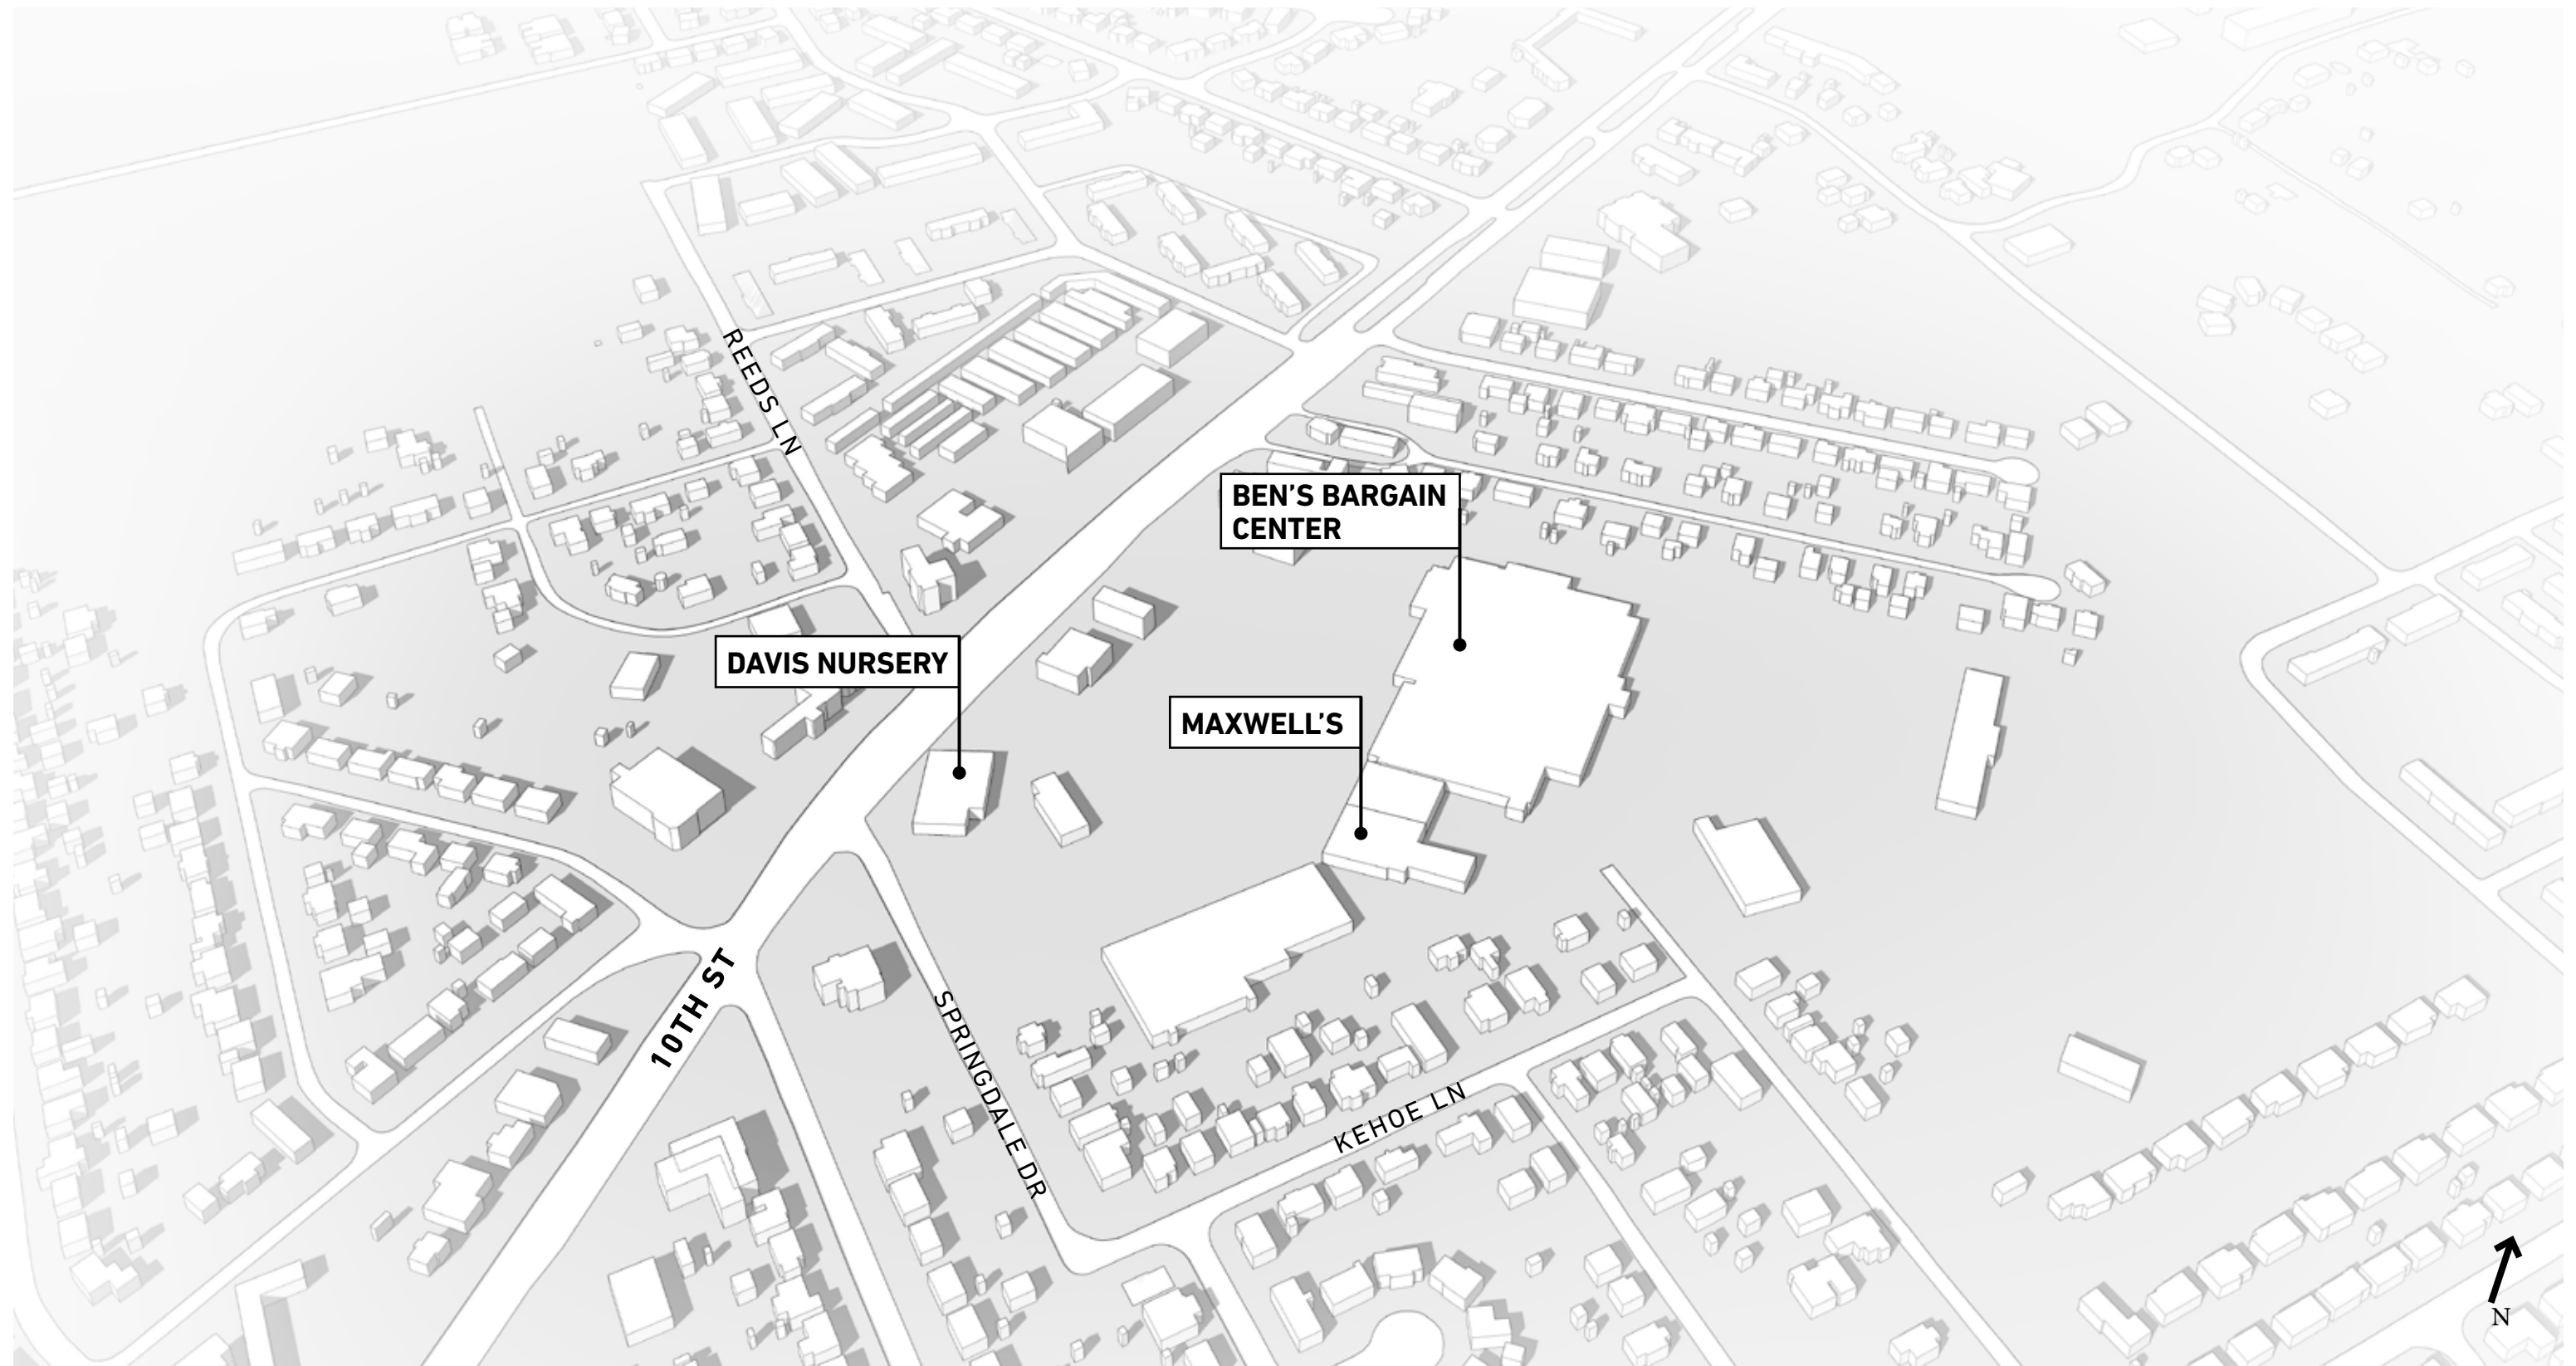 REEDS LN
BEN’S BARGAIN
CENTER
DAVIS NURSERY
MAXWELL’S
10TH ST
SPRINGDALE DR
KEHOE LN
N